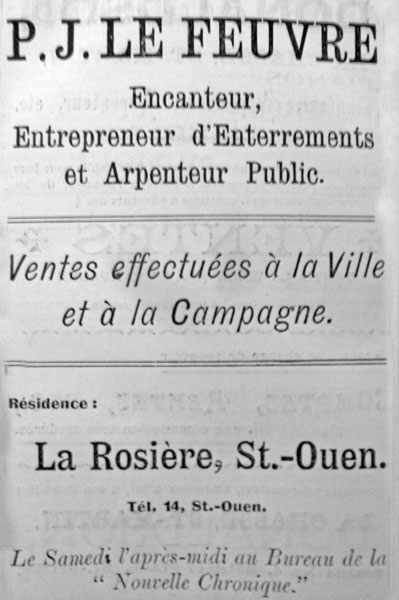 P. J. LE FEUVRE
Encanteur,
Entrepreneur d'Enterrements
et Arpenteur Public.
Ventes effectuées à la Ville
et à la Campagne.
Résidence :
La Rosière, St.-Ouen.
Tél. 14, St.-Ouen.
Le Samedi l'après-midi au Bureau de la
“ Nouvelle Chronique.”